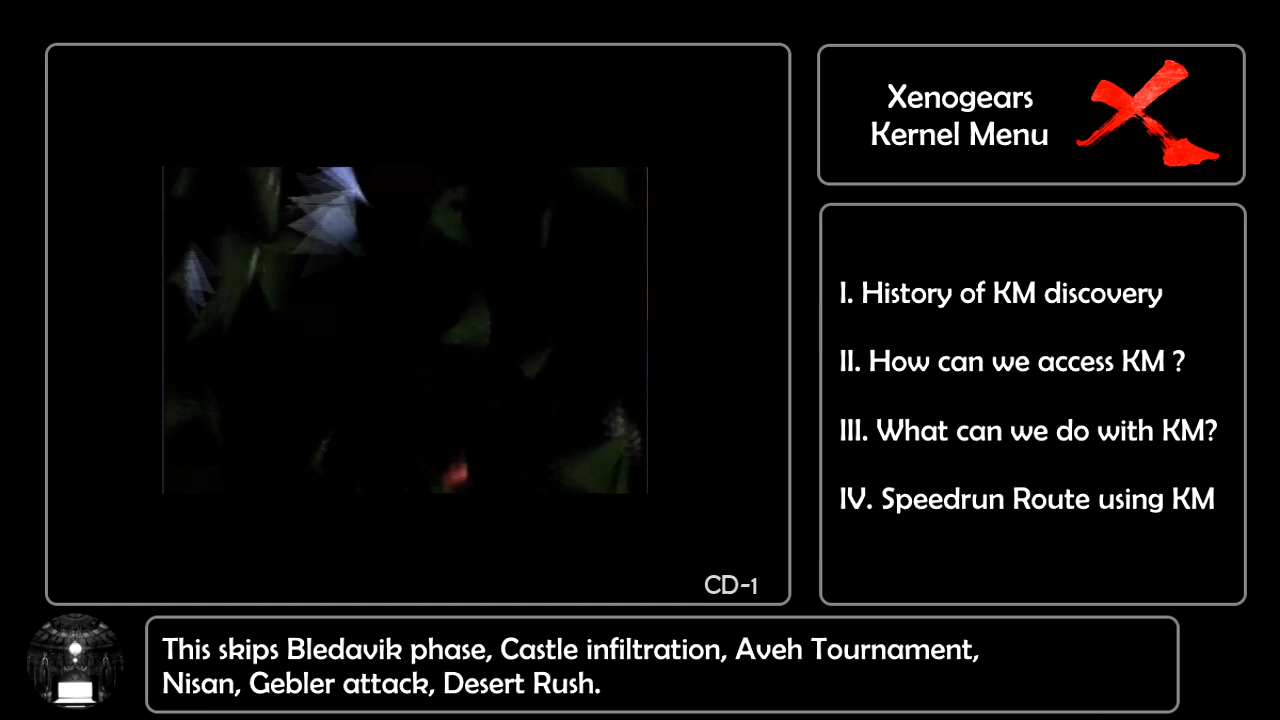 Xenogears
Kernel Menu
I. History of KM discovery
II. How can we access KM ?
III. What can we do with KM?
IV. Speedrun Route using KM
CD-1
This skips Bledavik phase, Castle infiltration, Aveh Tournament,
Nisan, Gebler attack, Desert Rush.